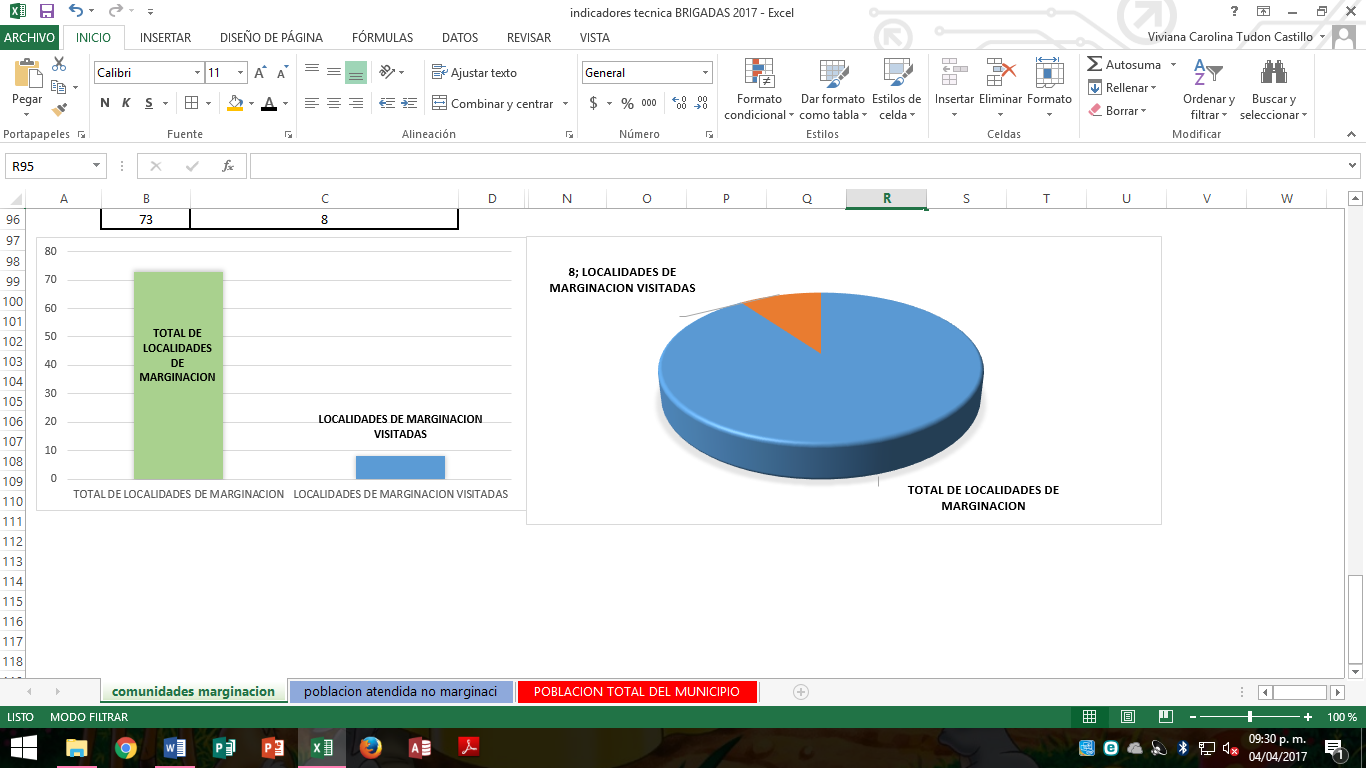 indicadores tecnica BRIGADAS 2017 - Excel
ARCHIVO INICIO INSERTAR DISEÑO DE PÁGINA FÓRMULAS DATOS REVISAR VISTA Viviana Carolina Tudon Castillo
Pegar
Calibri 11
N K S
Ajustar texto
Combinar y centrar
General
$ % 000
Formato condicional
Dar formato como tabla
Estilos de celda
Insertar Eliminar Formato
Autosuma
Rellenar
Borrar
Ordenar y filtrar
Buscar y seleccionar
Portapapeles Fuente Alineación Número Estilos Celdas Modificar
R95 fx
A B C D N O P Q R S T U V W
96 73 8
97
98
99
100
101
102
103
104
105
106
107
108
109
110
111
112
113
114
115
116
117
118
80
70
60
50
40
30
20
10
0
TOTAL DE
LOCALIDADES
DE
MARGINACION
LOCALIDADES DE MARGINACION
VISITADAS
TOTAL DE LOCALIDADES DE MARGINACION LOCALIDADES DE MARGINACION VISITADAS
8; LOCALIDADES DE
MARGINACION VISITADAS
TOTAL DE LOCALIDADES DE
MARGINACION
comunidades marginacion poblacion atendida no marginaci POBLACION TOTAL DEL MUNICIPIO
LISTO MODO FILTRAR 100 %
09:30 p. m.
04/04/2017
1